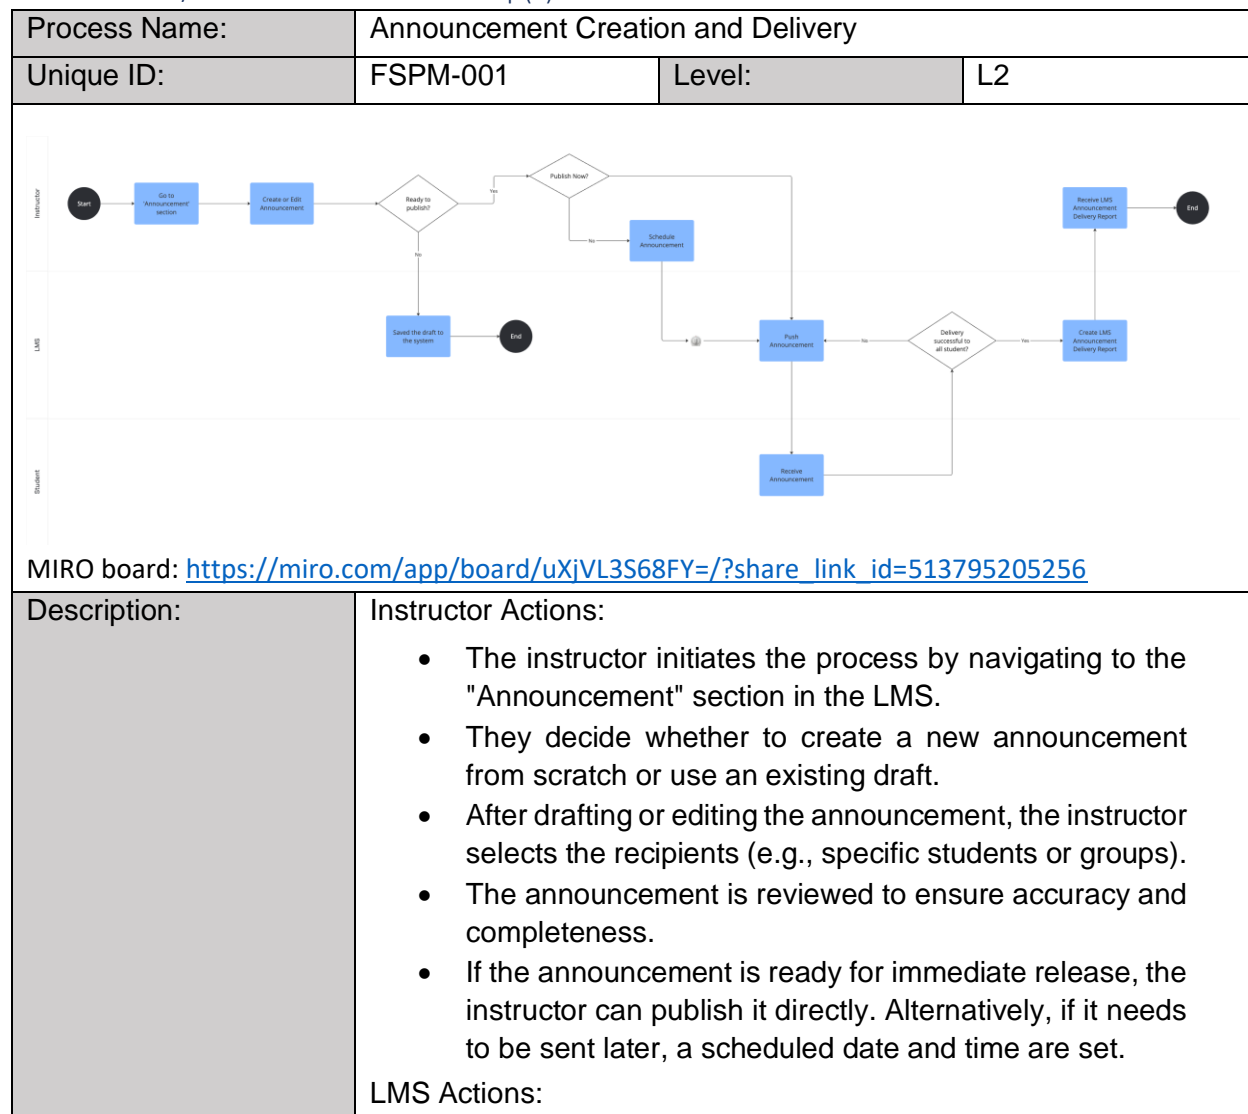 Process Name:
Announcement Creation and Delivery
Unique ID:
FSPM-001
Level:
L2
Instructor
Start
Go to
'Announcement'
section
Create or Edit
Announcement
Ready to
publish?
Yes
No
Publish Now?
No
Schedule
Announcement
Receive LMS
Announcement
Delivery Report
End
LMS
Saved the draft to
the system
End
Push
Announcement
No
Delivery
successful to
all student?
Yes
Create LMS
Announcement
Delivery Report
Student
Receive
Announcement
MIRO board: https://miro.com/app/board/uXjVL3S68FY=/?share_link_id=513795205256
Description:
Instructor Actions:
• The instructor initiates the process by navigating to the
"Announcement" section in the LMS.
• They decide whether to create a new announcement
from scratch or use an existing draft.
• After drafting or editing the announcement, the instructor
selects the recipients (e.g., specific students or groups).
• The announcement is reviewed to ensure accuracy and
completeness.
• If the announcement is ready for immediate release, the
instructor can publish it directly. Alternatively, if it needs
to be sent later, a scheduled date and time are set.
LMS Actions: